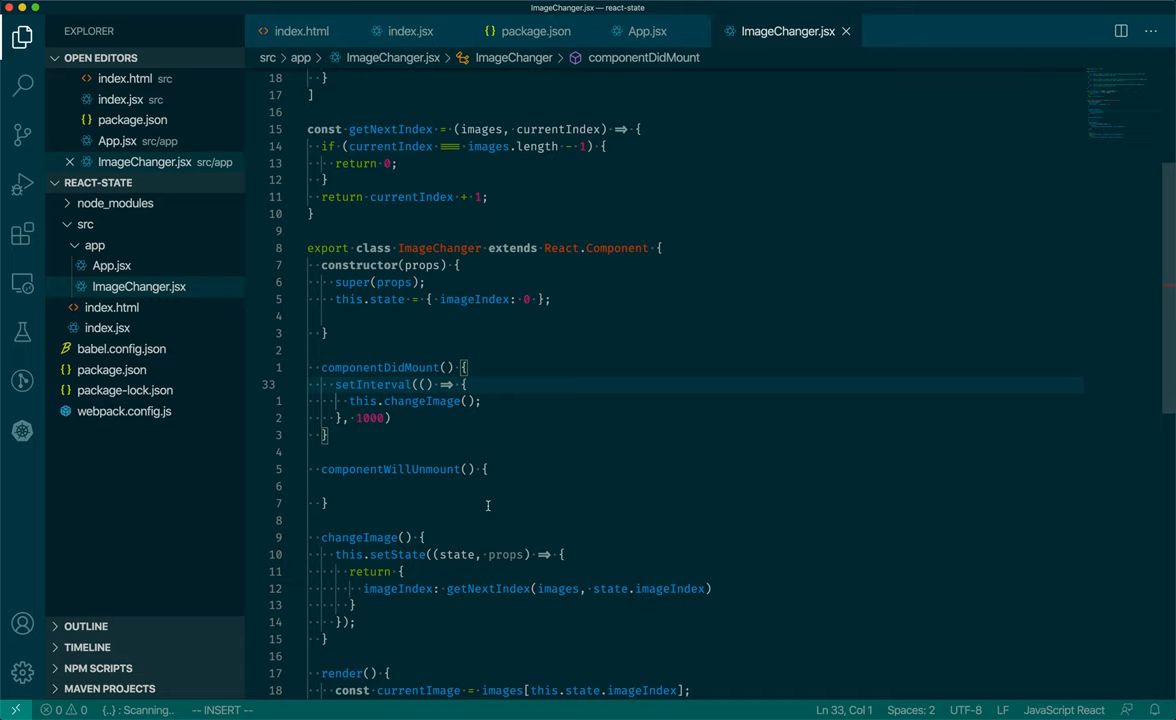 ImageChanger.jsx — react-state
EXPLORER
index.html
index.jsx
package.json
App.jsx
ImageChanger.jsx
src › app › ImageChanger.jsx › ImageChanger › componentDidMount
OPEN EDITORS
index.html src
index.jsx src
package.json
App.jsx src/app
ImageChanger.jsx src/app
REACT-STATE
node_modules
src
app
App.jsx
ImageChanger.jsx
index.html
index.jsx
babel.config.json
package.json
package-lock.json
webpack.config.js
OUTLINE
TIMELINE
NPM SCRIPTS
MAVEN PROJECTS
18 }
17 ]
16
15 const getNextIndex = (images, currentIndex) => {
14 if (currentIndex === images.length - 1) {
13 return 0;
12 }
11 return currentIndex + 1;
10 }
9
8 export class ImageChanger extends React.Component {
7 constructor(props) {
6 super(props);
5 this.state = { imageIndex: 0 };
4
3 }
2
1 componentDidMount() {
33 setInterval(() => {
1 this.changeImage();
2 }, 1000)
3 }
4
5 componentWillUnmount() {
6
7 }
8
9 changeImage() {
10 this.setState((state, props) => {
11 return {
12 imageIndex: getNextIndex(images, state.imageIndex)
13 }
14 });
15 }
16
17 render() {
18 const currentImage = images[this.state.imageIndex];
0 0 {..} : Scanning.. -- INSERT --
Ln 33, Col 1 Spaces: 2 UTF-8 LF JavaScript React